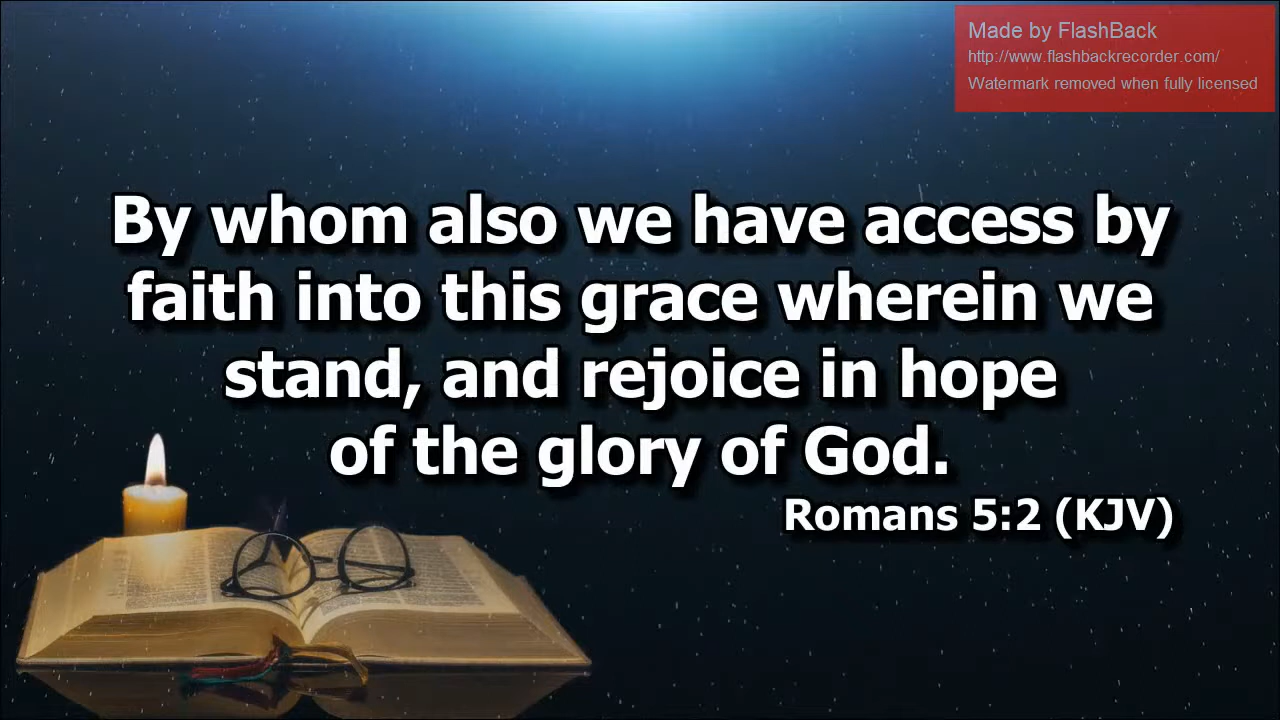 Made by FlashBack
http://www.flashbackrecorder.com/
Watermark removed when fully licensed
By whom also we have access by
faith into this grace wherein we
stand, and rejoice in hope
of the glory of God.
Romans 5:2 (KJV)